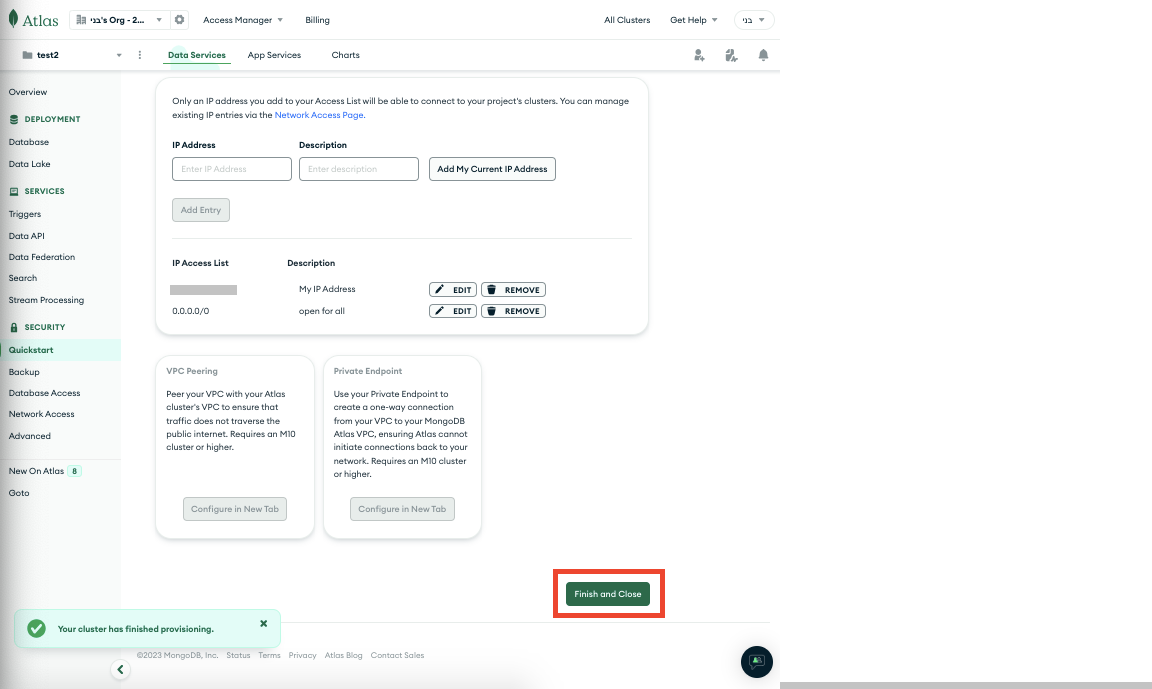 Atlas
בני's Org - 2...
Access Manager
Billing
All Clusters
Get Help
בני
test2
Data Services
App Services
Charts
Overview
DEPLOYMENT
Database
Data Lake
SERVICES
Triggers
Data API
Data Federation
Search
Stream Processing
SECURITY
Quickstart
Backup
Database Access
Network Access
Advanced
New On Atlas 8
Goto
Only an IP address you add to your Access List will be able to connect to your project's clusters. You can manage
existing IP entries via the Network Access Page.
IP Address
Description
Enter IP Address
Enter description
Add My Current IP Address
Add Entry
IP Access List
Description
My IP Address
EDIT
REMOVE
0.0.0.0/0
open for all
EDIT
REMOVE
VPC Peering
Peer your VPC with your Atlas
cluster's VPC to ensure that
traffic does not traverse the
public internet. Requires an M10
cluster or higher.
Configure in New Tab
Private Endpoint
Use your Private Endpoint to
create a one-way connection
from your VPC to your MongoDB
Atlas VPC, ensuring Atlas cannot
initiate connections back to your
network. Requires an M10 cluster
or higher.
Configure in New Tab
Finish and Close
Your cluster has finished provisioning.
©2023 MongoDB, Inc.
Status
Terms
Privacy
Atlas Blog
Contact Sales